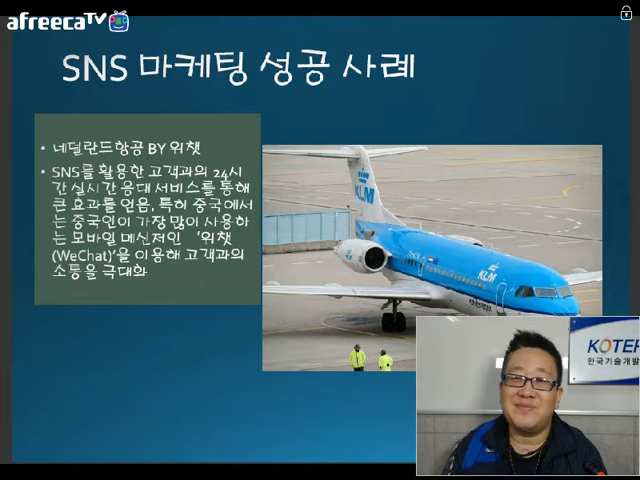 afreecaTV
SNS 마케팅 성공 사례
• 네덜란드항공 BY 위챗
• SNS를 활용한 고객과의 24시
간 실시간 응대 서비스를 통해
큰 효과를 얻음. 특히 중국에서
는 중국인이 가장 많이 사용하
는 모바일 메신저인 '위챗
(WeChat)'을 이용해 고객과의
소통을 극대화
KLM
KLM
한국기술개발